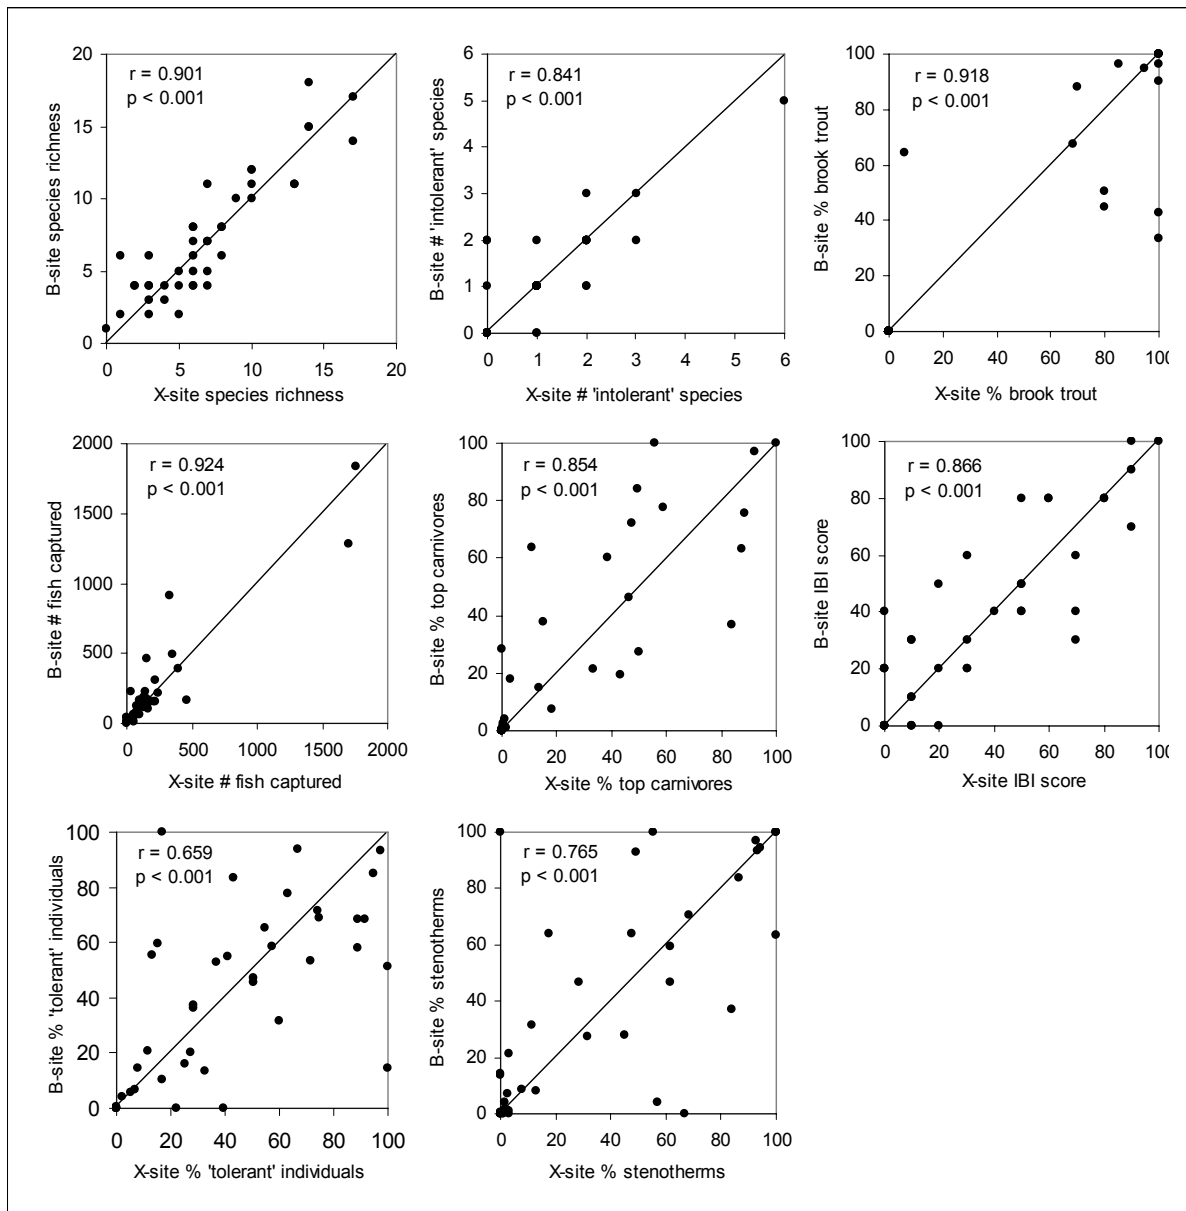 r = 0.901
p < 0.001
20
15
10
5
0
0 5 10 15 20
B-site species richness
X-site species richness
r = 0.841
p < 0.001
6
5
4
3
2
1
0
0 1 2 3 4 5 6
B-site # 'intolerant' species
X-site # 'intolerant' species
r = 0.918
p < 0.001
100
80
60
40
20
0
0 20 40 60 80 100
B-site % brook trout
X-site % brook trout
r = 0.924
p < 0.001
2000
1500
1000
500
0
0 500 1000 1500 2000
B-site # fish captured
X-site # fish captured
r = 0.854
p < 0.001
100
80
60
40
20
0
0 20 40 60 80 100
B-site % top carnivores
X-site % top carnivores
r = 0.866
p < 0.001
100
80
60
40
20
0
0 20 40 60 80 100
B-site IBI score
X-site IBI score
r = 0.659
p < 0.001
100
80
60
40
20
0
0 20 40 60 80 100
B-site % 'tolerant' individuals
X-site % 'tolerant' individuals
r = 0.765
p < 0.001
100
80
60
40
20
0
0 20 40 60 80 100
B-site % stenotherms
X-site % stenotherms